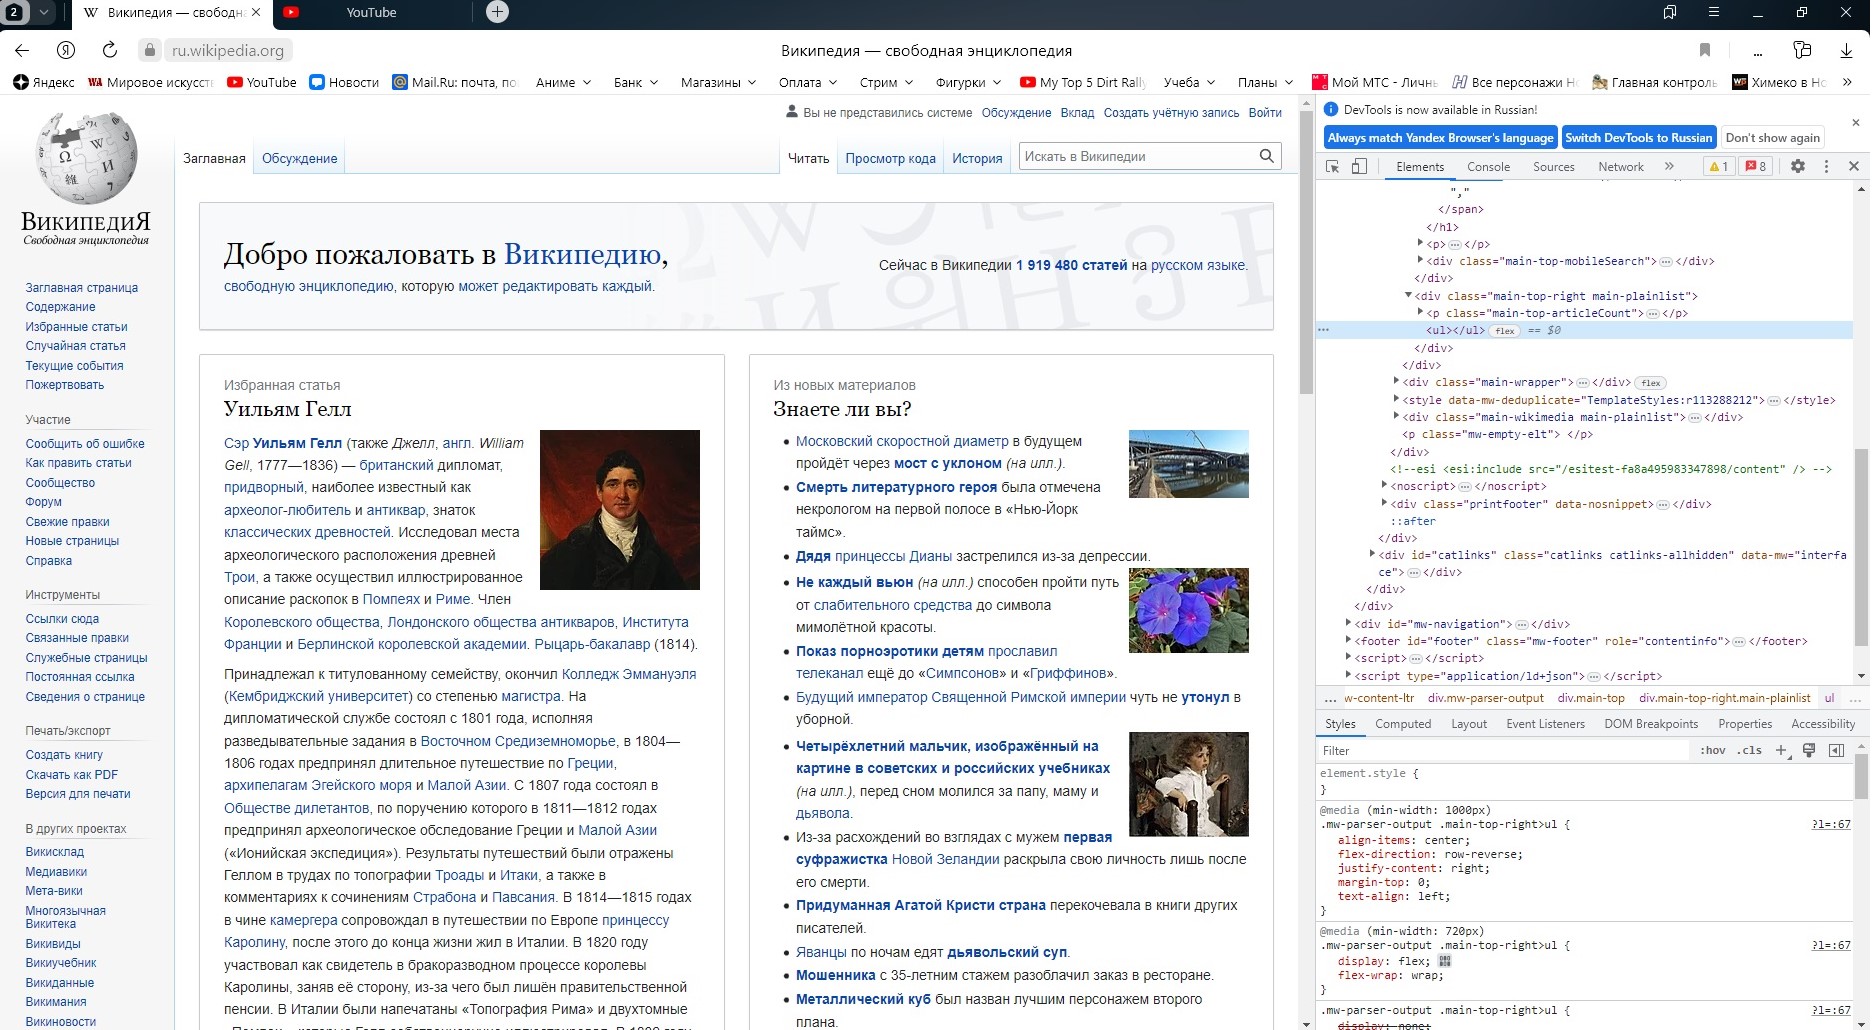 2
Википедия — свободна
YouTube
ru.wikipedia.org
Википедия — свободная энциклопедия
Яндекс
Мировое искусст
YouTube
Новости
Mail.Ru: почта, по
Аниме
Банк
Магазины
Оплата
Стрим
Фигурки
My Top 5 Dirt Rally
Учеба
Планы
Мой МТС - Личн
Все персонажи Но
Главная контроль
Химеко в Но
ВикипедиЯ
Свободная энциклопедия
Заглавная страница
Содержание
Избранные статьи
Случайная статья
Текущие события
Пожертвовать
Участие
Сообщить об ошибке
Как править статьи
Сообщество
Форум
Свежие правки
Новые страницы
Справка
Инструменты
Ссылки сюда
Связанные правки
Служебные страницы
Постоянная ссылка
Сведения о странице
Печать/экспорт
Создать книгу
Скачать как PDF
Версия для печати
В других проектах
Викисклад
Медиавики
Мета-вики
Многоязычная
Викитека
Викивиды
Викиучебник
Викиданные
Викимания
Викиновости
Вы не представились системе Обсуждение Вклад Создать учётную запись Войти
Заглавная Обсуждение Читать Просмотр кода История Искать в Википедии
Добро пожаловать в Википедию,
свободную энциклопедию, которую может редактировать каждый.
Сейчас в Википедии 1 919 480 статей на русском языке.
Избранная статья
Уильям Гелл
Сэр Уильям Гелл (также Джелл, англ. William
Gell, 1777—1836) — британский дипломат,
придворный, наиболее известный как
археолог-любитель и антиквар, знаток
классических древностей. Исследовал места
археологического расположения древней
Трои, а также осуществил иллюстрированное
описание раскопок в Помпеях и Риме. Член
Королевского общества, Лондонского общества антикваров, Института
Франции и Берлинской королевской академии. Рыцарь-бакалавр (1814).
Принадлежал к титулованному семейству, окончил Колледж Эммануэля
(Кембриджский университет) со степенью магистра. На
дипломатической службе состоял с 1801 года, исполняя
разведывательные задания в Восточном Средиземноморье, в 1804—
1806 годах предпринял длительное путешествие по Греции,
архипелагам Эгейского моря и Малой Азии. С 1807 года состоял в
Обществе дилетантов, по поручению которого в 1811—1812 годах
предпринял археологическое обследование Греции и Малой Азии
(«Ионийская экспедиция»). Результаты путешествий были отражены
Геллом в трудах по топографии Троады и Итаки, а также в
комментариях к сочинениям Страбона и Павсания. В 1814—1815 годах
в чине камергера сопровождал в путешествии по Европе принцессу
Каролину, после этого до конца жизни жил в Италии. В 1820 году
участвовал как свидетель в бракоразводном процессе королевы
Каролины, заняв её сторону, из-за чего был лишён правительственной
пенсии. В Италии были напечатаны «Топография Рима» и двухтомные
Из новых материалов
Знаете ли вы?
Московский скоростной диаметр в будущем
пройдёт через мост с уклоном (на илл.).
Смерть литературного героя была отмечена
некрологом на первой полосе в «Нью-Йорк
таймс».
Дядя принцессы Дианы застрелился из-за депрессии.
Не каждый вьюн (на илл.) способен пройти путь
от слабительного средства до символа
мимолётной красоты.
Показ порноэротики детям прославил
телеканал ещё до «Симпсонов» и «Гриффинов».
Будущий император Священной Римской империи чуть не утонул в
уборной.
Четырёхлетний мальчик, изображённый на
картине в советских и российских учебниках
(на илл.), перед сном молился за папу, маму и
дьявола.
Из-за расхождений во взглядах с мужем первая
суфражистка Новой Зеландии раскрыла свою личность лишь после
его смерти.
Придуманная Агатой Кристи страна перекочевала в книги других
писателей.
Яванцы по ночам едят дьявольский суп.
Мошенника с 35-летним стажем разоблачил заказ в ресторане.
Металлический куб был назван лучшим персонажем второго
плана.
DevTools is now available in Russian!
Always match Yandex Browser's language Switch DevTools to Russian Don't show again
Elements Console Sources Network 1 8
","
</span>
</h1>
<p>…</p>
<div class="main-top-mobileSearch">…</div>
</div>
<div class="main-top-right main-plainlist">
<p class="main-top-articleCount">…</p>
<ul></ul> flex == $0
</div>
</div>
<div class="main-wrapper">…</div> flex
<style data-mw-deduplicate="TemplateStyles:r113288212">…</style>
<div class="main-wikimedia main-plainlist">…</div>
<p class="mw-empty-elt"> </p>
</div>
<!--esi <esi:include src="/esitest-fa8a495983347898/content" /> -->
<noscript>…</noscript>
<div class="printfooter" data-nosnippet>…</div>
::after
</div>
<div id="catlinks" class="catlinks catlinks-allhidden" data-mw="interfa
ce">…</div>
</div>
</div>
<div id="mw-navigation">…</div>
<footer id="footer" class="mw-footer" role="contentinfo">…</footer>
<script>…</script>
<script type="application/ld+json">…</script>
… w-content-ltr div.mw-parser-output div.main-top div.main-top-right.main-plainlist ul …
Styles Computed Layout Event Listeners DOM Breakpoints Properties Accessibility
Filter :hov .cls +
element.style {
}
@media (min-width: 1000px)
.mw-parser-output .main-top-right>ul { ?l=:67
align-items: center;
flex-direction: row-reverse;
justify-content: right;
margin-top: 0;
text-align: left;
}
@media (min-width: 720px)
.mw-parser-output .main-top-right>ul { ?l=:67
display: flex;
flex-wrap: wrap;
}
.mw-parser-output .main-top-right>ul { ?l=:67
display: none;